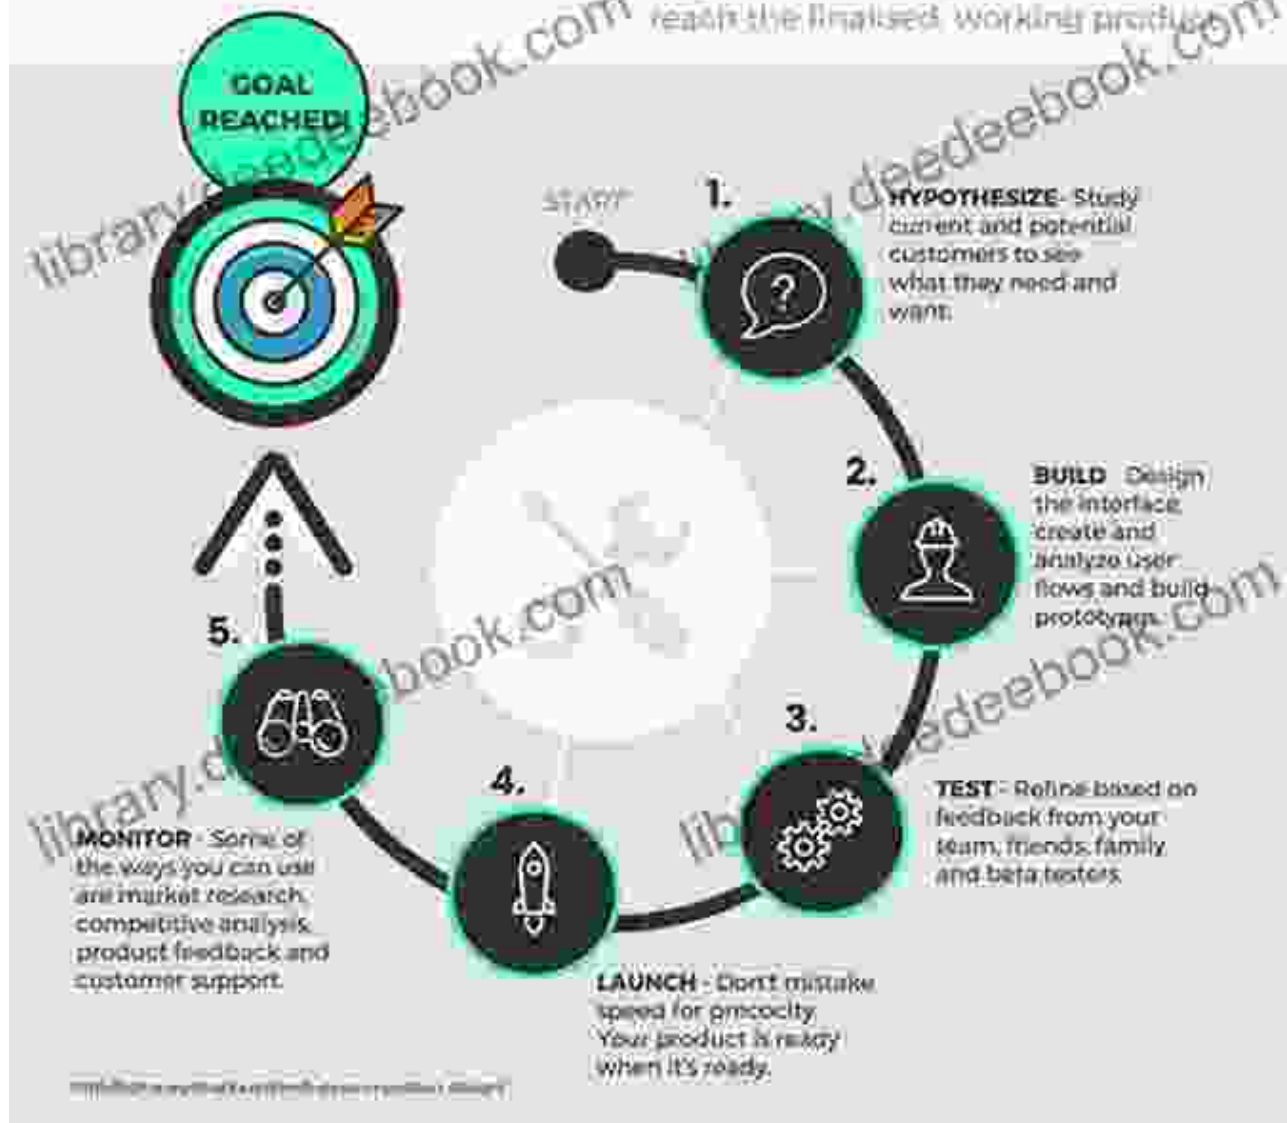 reach the finalised, working product
GOAL
REACHED!
START
1.
HYPOTHESIZE- Study
current and potential
customers to see
what they need and
want.
2.
BUILD - Design
the interface,
create and
analyze user
flows and build
prototypes.
3.
TEST - Refine based on
feedback from your
team, friends, family
and beta testers.
4.
LAUNCH - Don't mistake
speed for precocity.
Your product is ready
when it's ready.
5.
MONITOR - Some of
the ways you can use
are market research,
competitive analysis,
product feedback and
customer support.
library.deedeebook.com
library.deedeebook.com
library.deedeebook.com
library.deedeebook.com